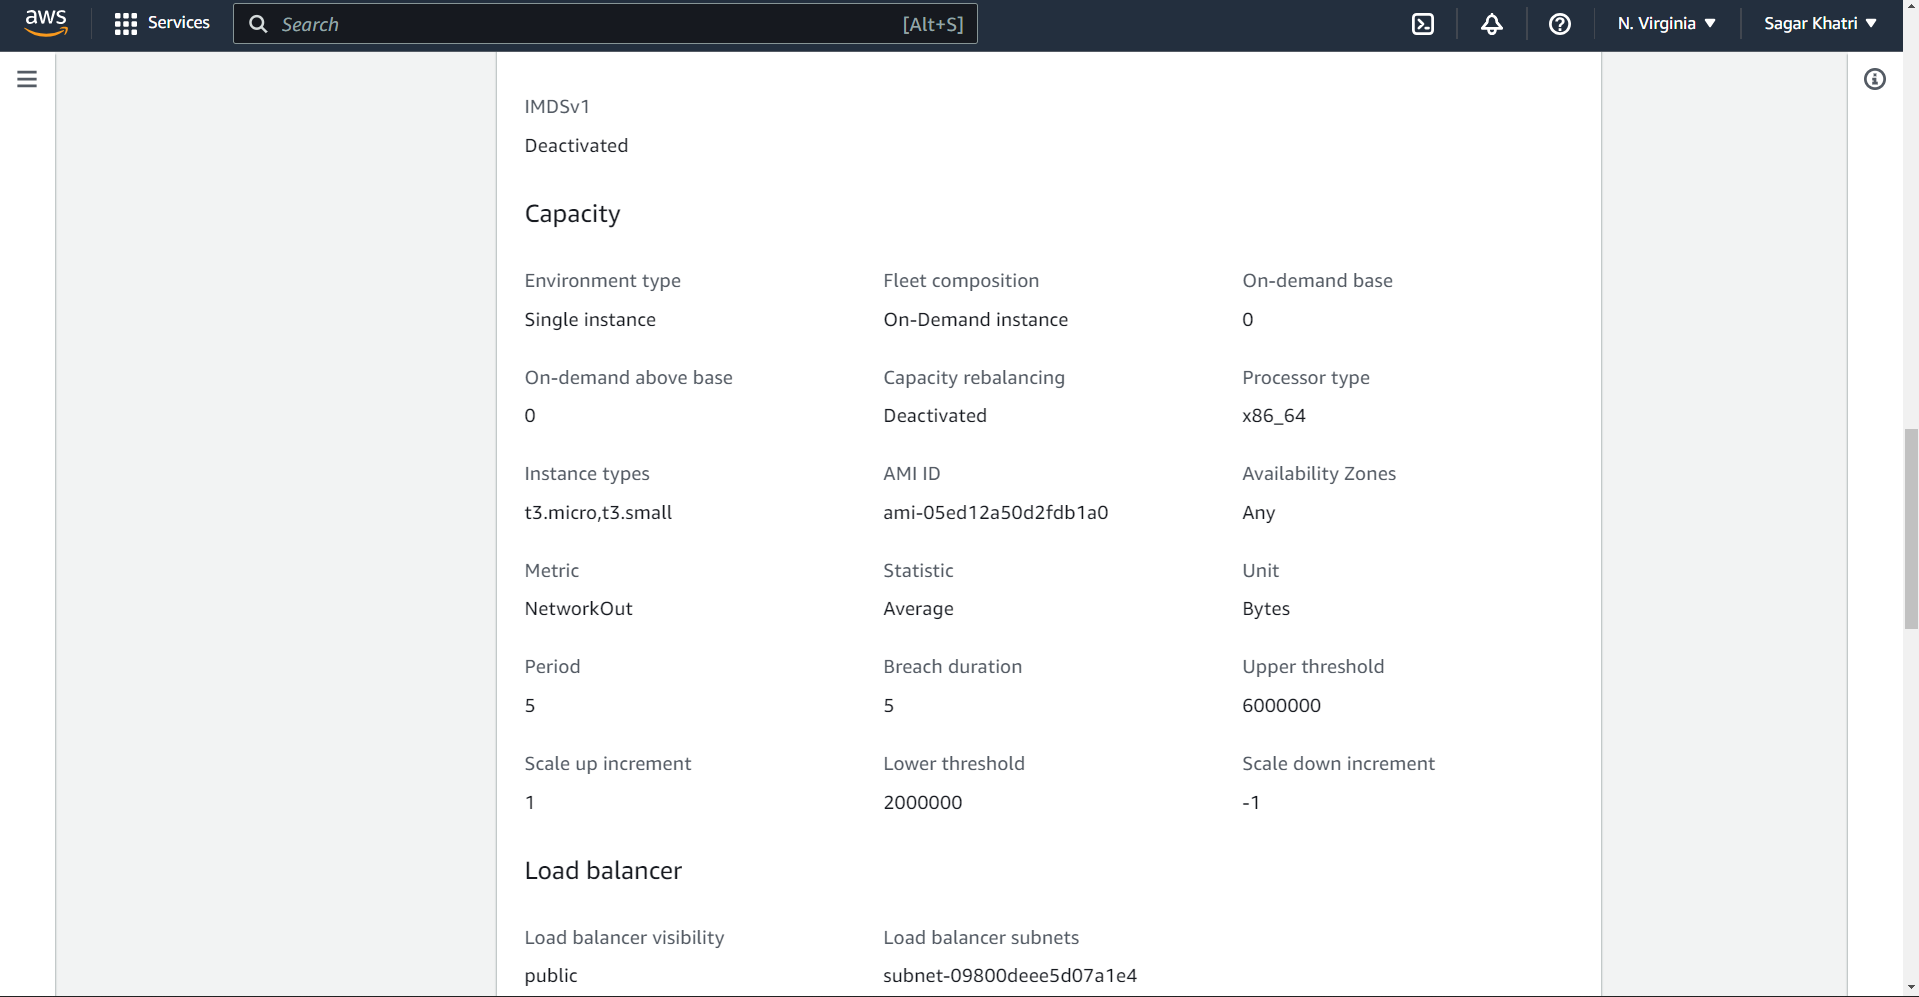 aws Services Search [Alt+S] N. Virginia Sagar Khatri
IMDSv1
Deactivated
Capacity
Environment type Fleet composition On-demand base
Single instance On-Demand instance 0
On-demand above base Capacity rebalancing Processor type
0 Deactivated x86_64
Instance types AMI ID Availability Zones
t3.micro,t3.small ami-05ed12a50d2fdb1a0 Any
Metric Statistic Unit
NetworkOut Average Bytes
Period Breach duration Upper threshold
5 5 6000000
Scale up increment Lower threshold Scale down increment
1 2000000 -1
Load balancer
Load balancer visibility Load balancer subnets
public subnet-09800deee5d07a1e4